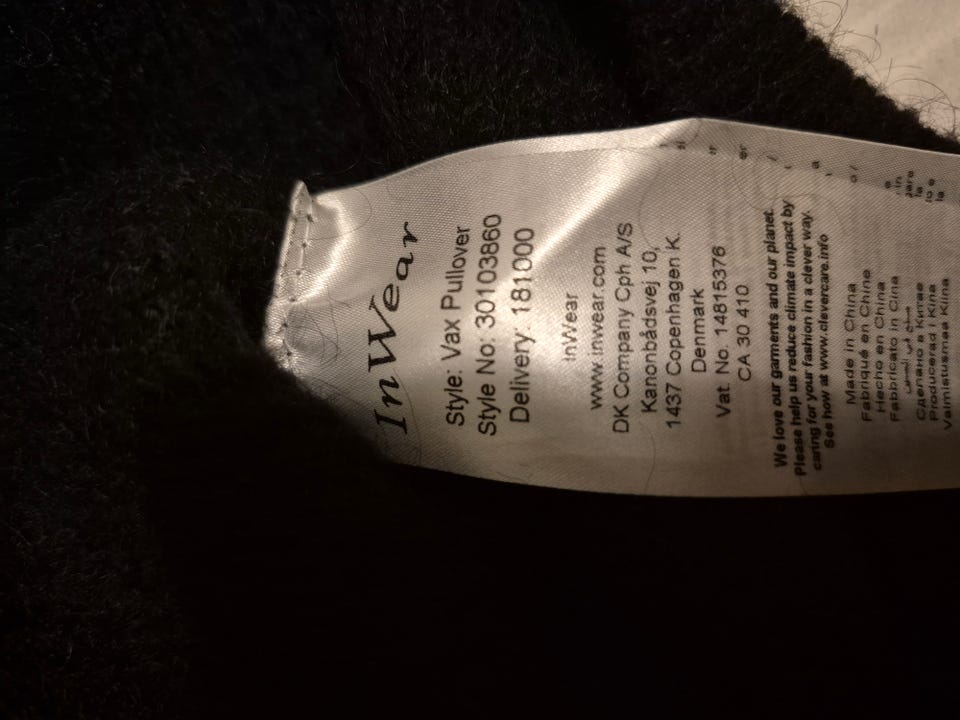 InWear
Style: Vax Pullover
Style No: 30103860
Delivery: 181000
InWear
www.inwear.com
DK Company Cph A/S
Kanonbådsvej 10,
1437 Copenhagen K.
Denmark
Vat. No. 14815376
CA 30 410
We love our garments and our planet.
Please help us reduce climate impact by
caring for your fashion in a clever way.
See how at www.clevercare.info
Made in China
Fabriqué en Chine
Hecho en China
Fabricato in Cina
Сделано в Китае
Producerad i Kina
Valmistusmaa Kiina